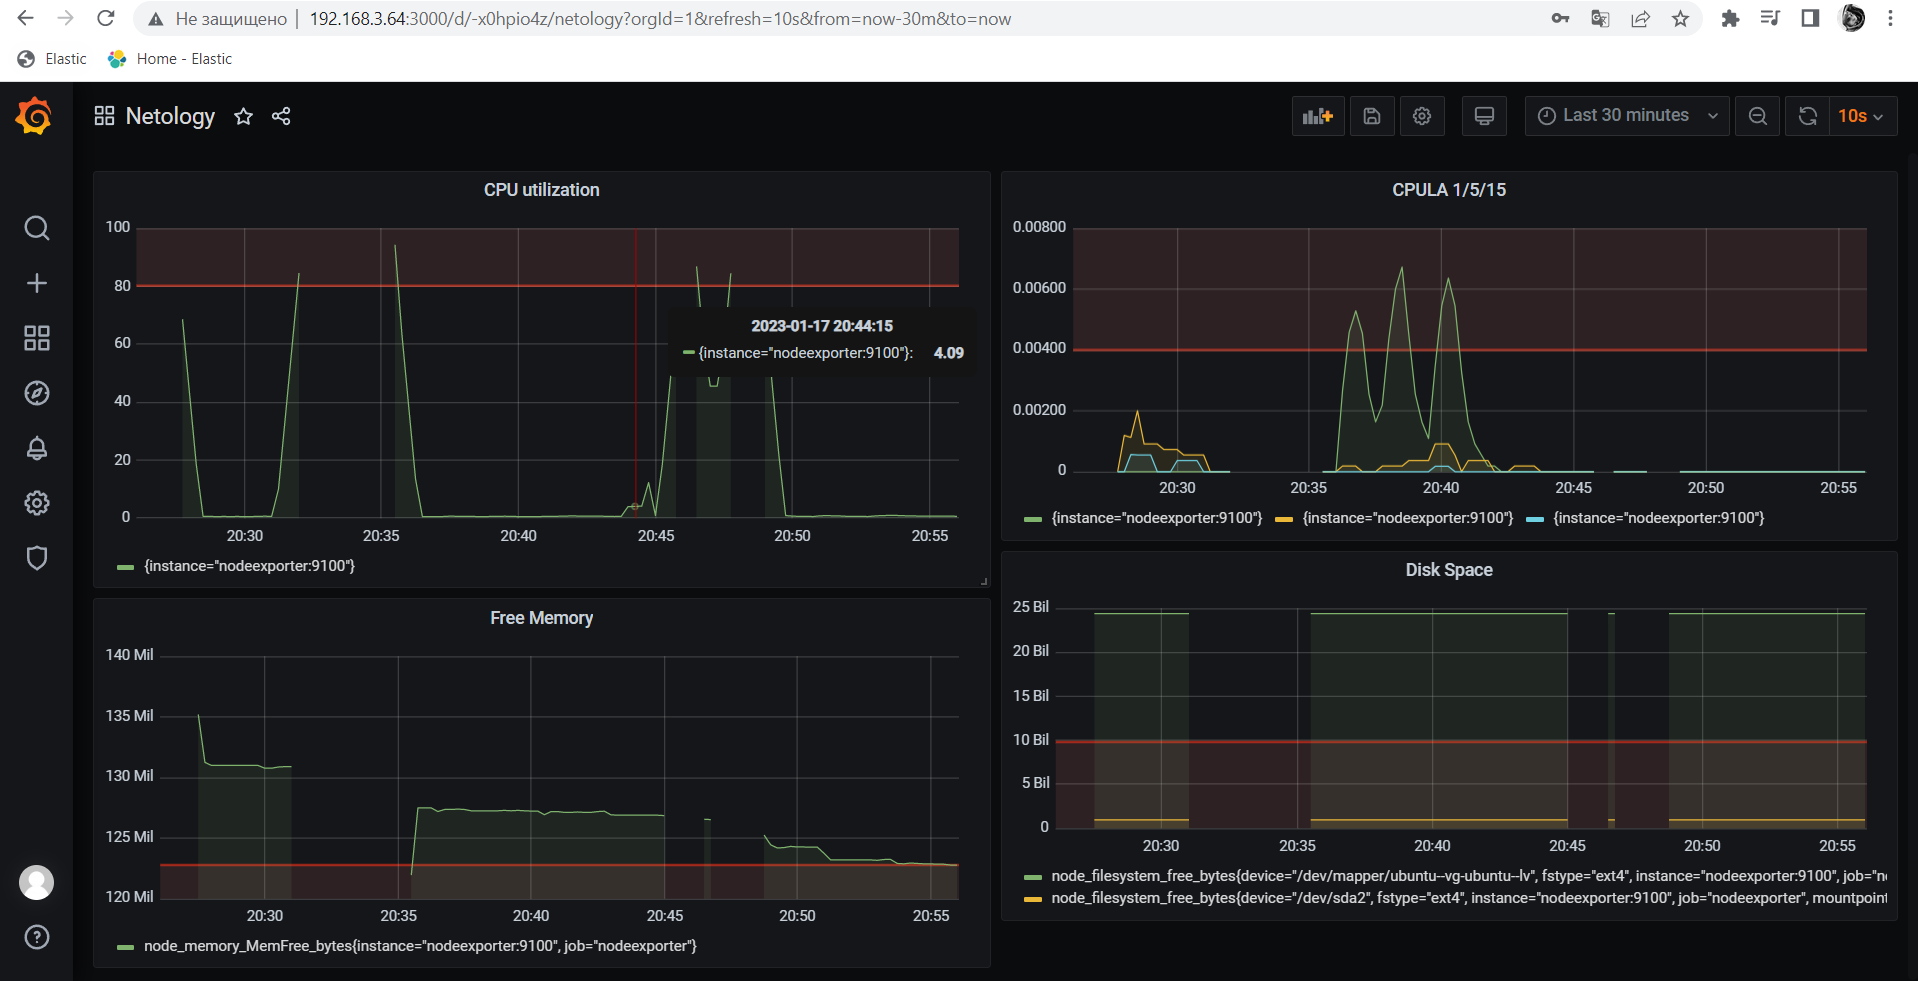 Не защищено | 192.168.3.64:3000/d/-x0hpio4z/netology?orgId=1&refresh=10s&from=now-30m&to=now
Elastic Home - Elastic
Netology
Last 30 minutes
10s
CPU utilization
100
80
60
40
20
0
20:30 20:35 20:40 20:45 20:50 20:55
{instance="nodeexporter:9100"}
2023-01-17 20:44:15
{instance="nodeexporter:9100"}: 4.09
CPULA 1/5/15
0.00800
0.00600
0.00400
0.00200
0
20:30 20:35 20:40 20:45 20:50 20:55
{instance="nodeexporter:9100"} {instance="nodeexporter:9100"} {instance="nodeexporter:9100"}
Free Memory
140 Mil
135 Mil
130 Mil
125 Mil
120 Mil
20:30 20:35 20:40 20:45 20:50 20:55
node_memory_MemFree_bytes{instance="nodeexporter:9100", job="nodeexporter"}
Disk Space
25 Bil
20 Bil
15 Bil
10 Bil
5 Bil
0
20:30 20:35 20:40 20:45 20:50 20:55
node_filesystem_free_bytes{device="/dev/mapper/ubuntu--vg-ubuntu--lv", fstype="ext4", instance="nodeexporter:9100", job="n
node_filesystem_free_bytes{device="/dev/sda2", fstype="ext4", instance="nodeexporter:9100", job="nodeexporter", mountpoint